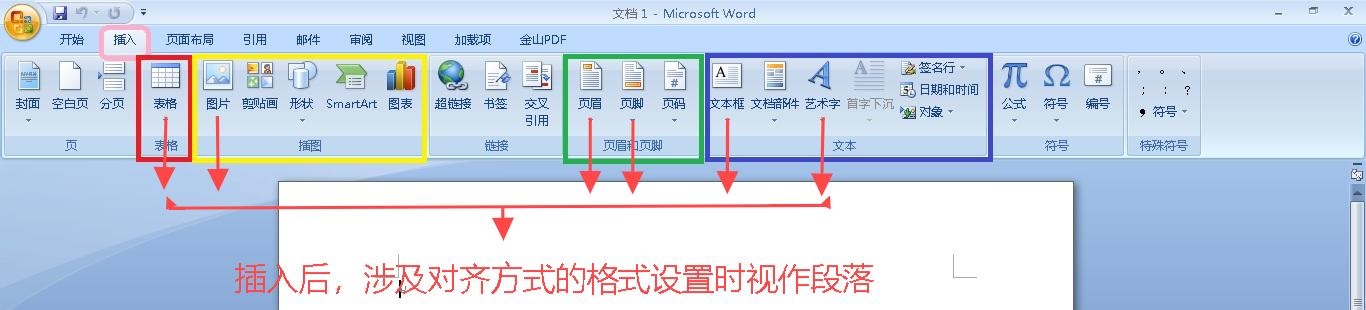 文档 1 - Microsoft Word
开始 插入 页面布局 引用 邮件 审阅 视图 加载项 金山PDF
封面 空白页 分页 表格 图片 剪贴画 形状 SmartArt 图表 超链接 书签 交叉引用 页眉 页脚 页码 文本框 文档部件 艺术字 首字下沉 签名行 日期和时间 对象 公式 符号 编号 符号
页 表格 插图 链接 页眉和页脚 文本 符号 特殊符号
插入后，涉及对齐方式的格式设置时视作段落